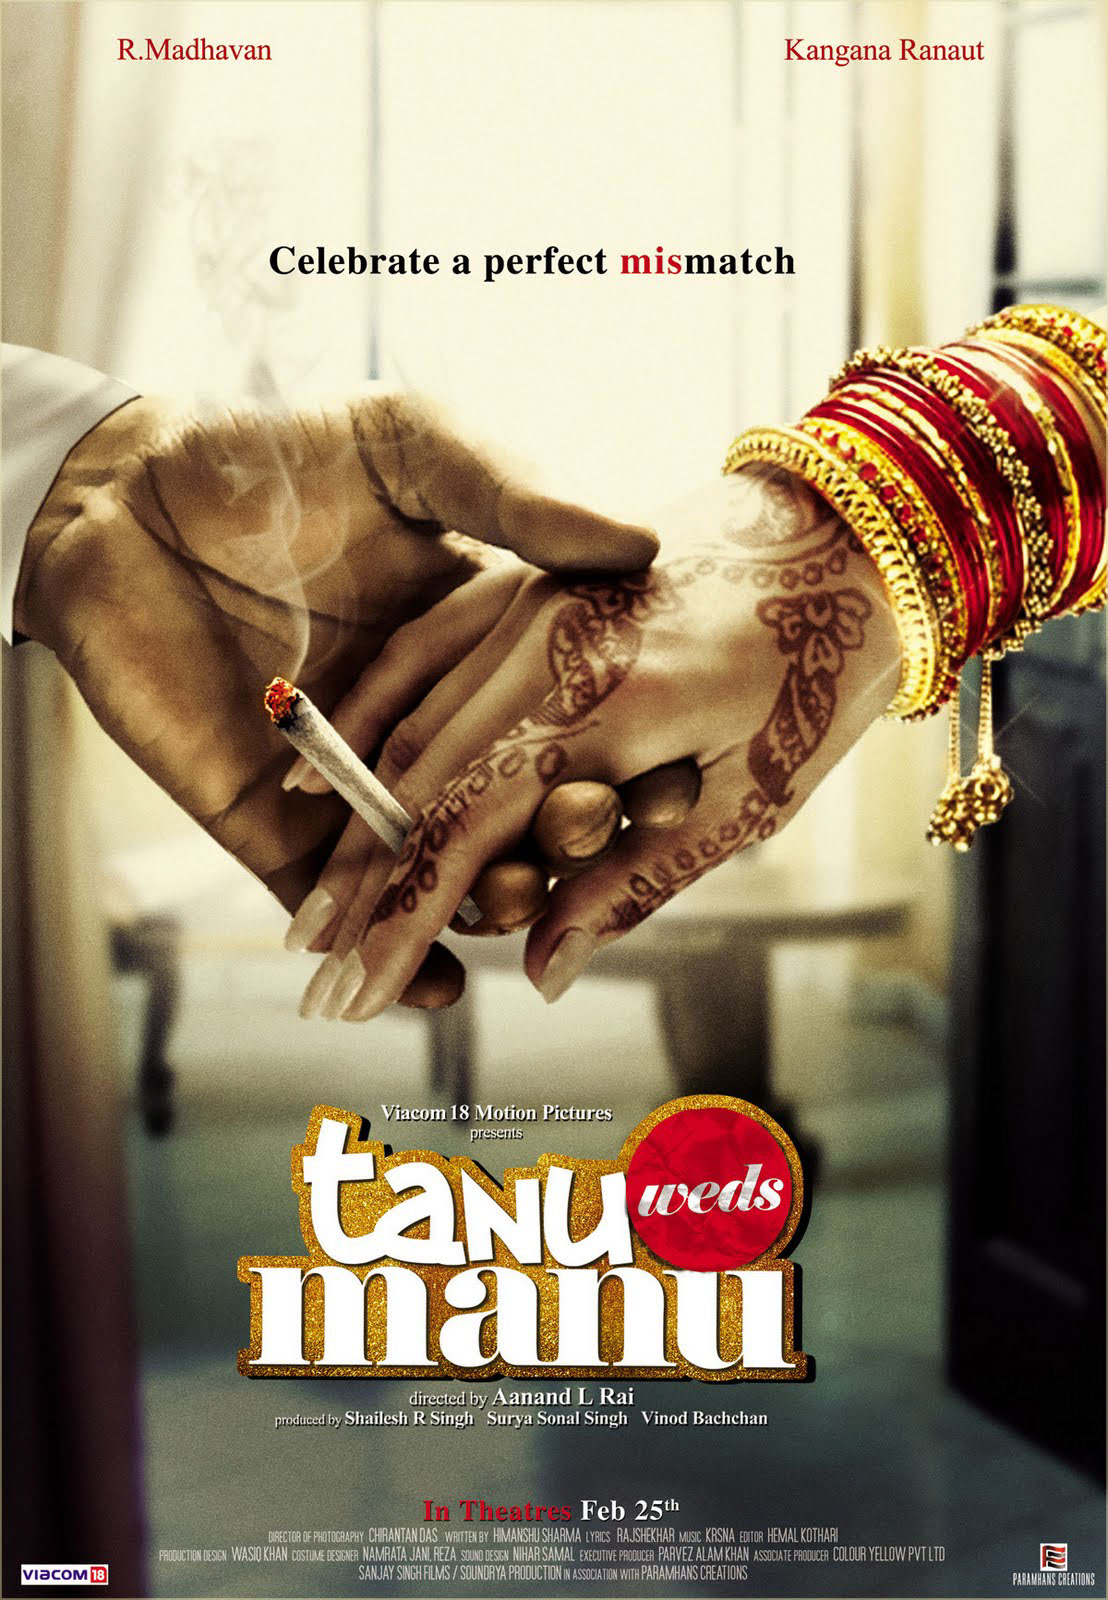 R.Madhavan
Kangana Ranaut
Celebrate a perfect mismatch
Viacom 18 Motion Pictures
presents
tanu weds
manu
directed by Aanand L Rai
produced by Shailesh R Singh Surya Sonal Singh Vinod Bachchan
In Theatres Feb 25th
DIRECTOR OF PHOTOGRAPHY CHIRANTAN DAS WRITTEN BY HIMANSHU SHARMA LYRICS RAJSHEKHAR MUSIC KRSNA EDITOR HEMAL KOTHARI
PRODUCTION DESIGN WASIQ KHAN COSTUME DESIGNER NAMRATA JANI, REZA SOUND DESIGN NIHAR SAMAL EXECUTIVE PRODUCER PARVEZ ALAM KHAN ASSOCIATE PRODUCER COLOUR YELLOW PVT LTD
SANJAY SINGH FILMS / SOUNDRYA PRODUCTION IN ASSOCIATION WITH PARAMHANS CREATIONS
VIACOM 18
PARAMHANS CREATIONS